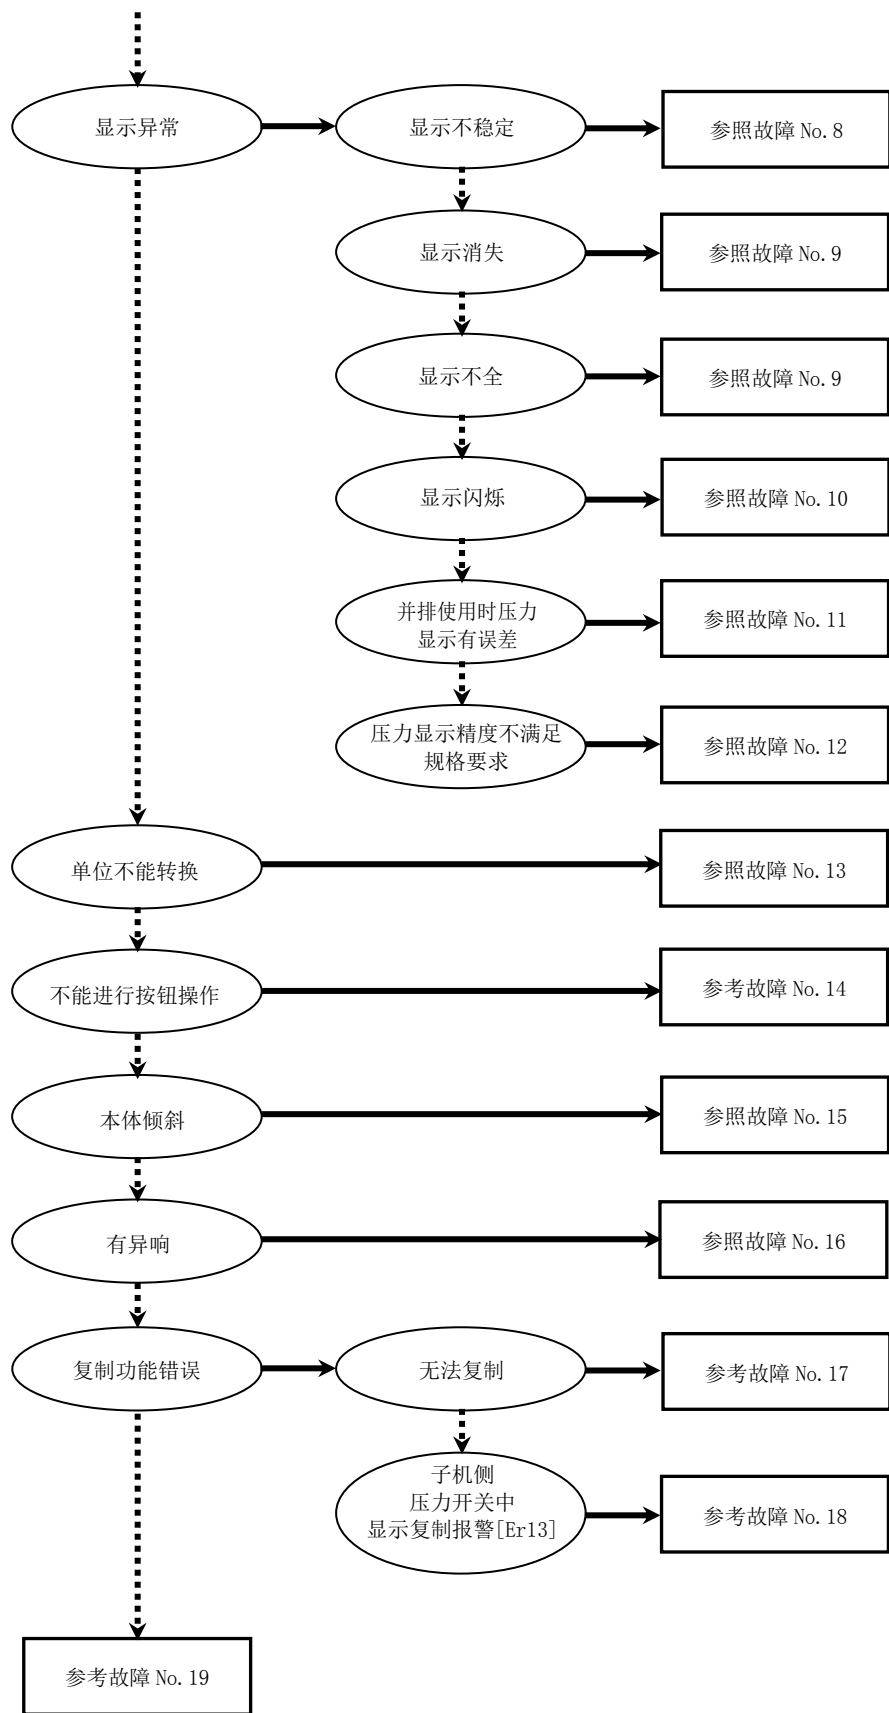 显示异常
显示不稳定
参照故障 No.8
显示消失
参照故障 No.9
显示不全
参照故障 No.9
显示闪烁
参照故障 No.10
并排使用时压力
显示有误差
参照故障 No.11
压力显示精度不满足
规格要求
参照故障 No.12
单位不能转换
参照故障 No.13
不能进行按钮操作
参考故障 No.14
本体倾斜
参照故障 No.15
有异响
参照故障 No.16
复制功能错误
无法复制
参考故障 No.17
子机侧
压力开关中
显示复制报警[Er13]
参考故障 No.18
参考故障 No.19